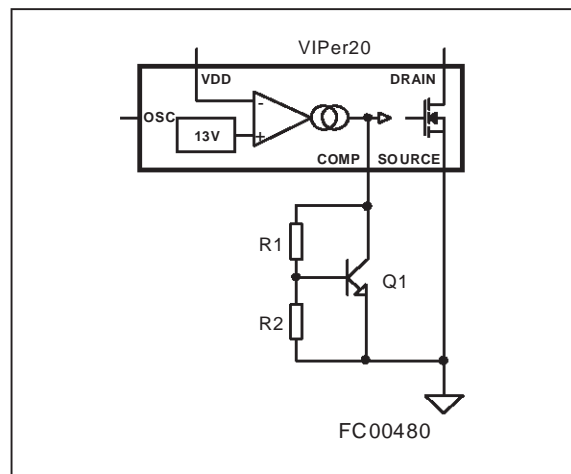 VIPer20
VDD
DRAIN
OSC
-
13V
+
COMP
SOURCE
R1
Q1
R2
FC00480